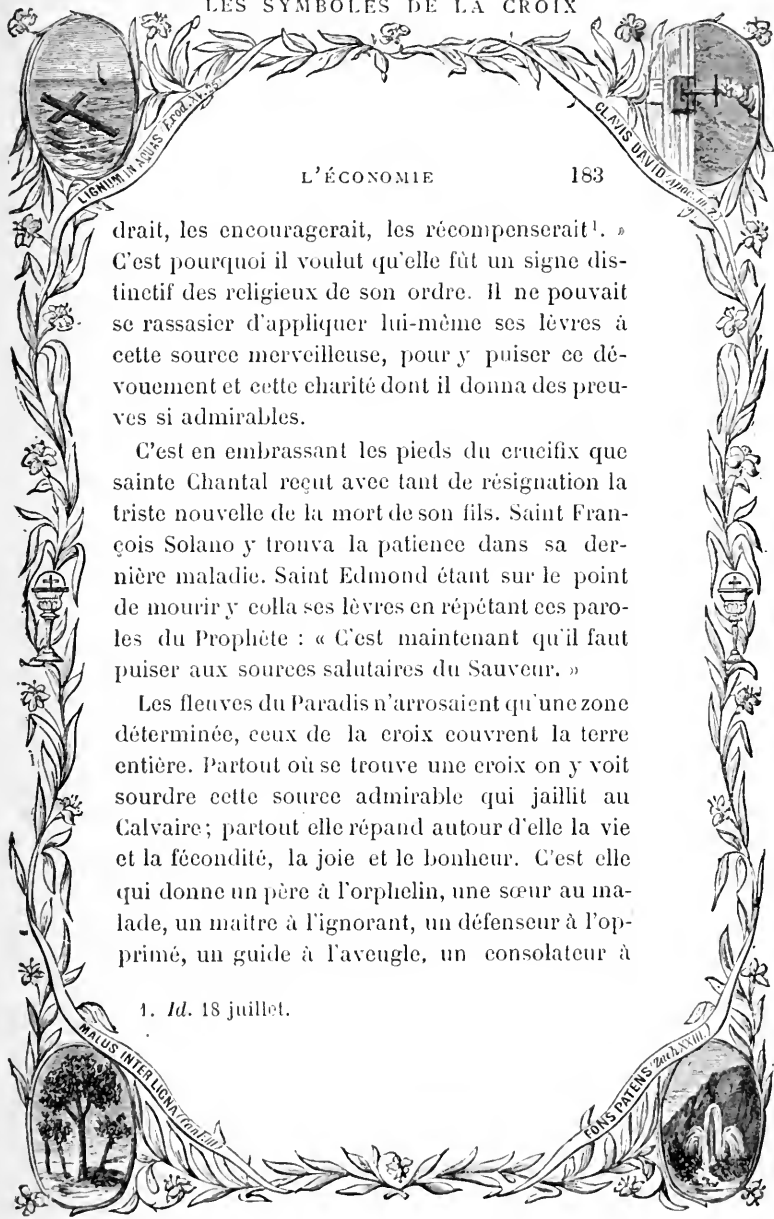 LES SYMBOLES DE LA CROIX
LIGNUM IN AQUAS Exod.
CLAVIS DAVID Apoc. III. 7.
L'ÉCONOMIE 183
drait, les encouragerait, les récompenserait¹. »
C'est pourquoi il voulut qu'elle fût un signe dis-
tinctif des religieux de son ordre. Il ne pouvait
se rassasier d'appliquer lui-même ses lèvres à
cette source merveilleuse, pour y puiser ce dé-
vouement et cette charité dont il donna des preu-
ves si admirables.
C'est en embrassant les pieds du crucifix que
sainte Chantal reçut avec tant de résignation la
triste nouvelle de la mort de son fils. Saint Fran-
çois Solano y trouva la patience dans sa der-
nière maladie. Saint Edmond étant sur le point
de mourir y colla ses lèvres en répétant ces paro-
les du Prophète : « C'est maintenant qu'il faut
puiser aux sources salutaires du Sauveur. »
Les fleuves du Paradis n'arrosaient qu'une zone
déterminée, ceux de la croix couvrent la terre
entière. Partout où se trouve une croix on y voit
sourdre cette source admirable qui jaillit au
Calvaire ; partout elle répand autour d'elle la vie
et la fécondité, la joie et le bonheur. C'est elle
qui donne un père à l'orphelin, une sœur au ma-
lade, un maître à l'ignorant, un défenseur à l'op-
primé, un guide à l'aveugle, un consolateur à
1. Id. 18 juillet.
MALUS INTER LIGNA
FONS PATENS Zach. XXIII.